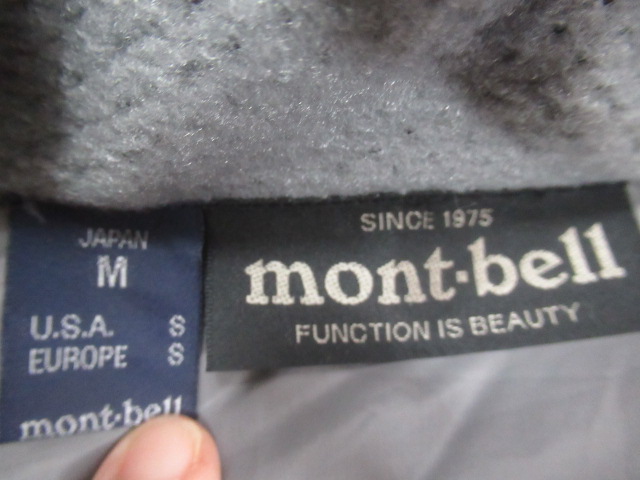 JAPAN
M
U.S.A. S
EUROPE S
mont-bell
SINCE 1975
mont-bell
FUNCTION IS BEAUTY